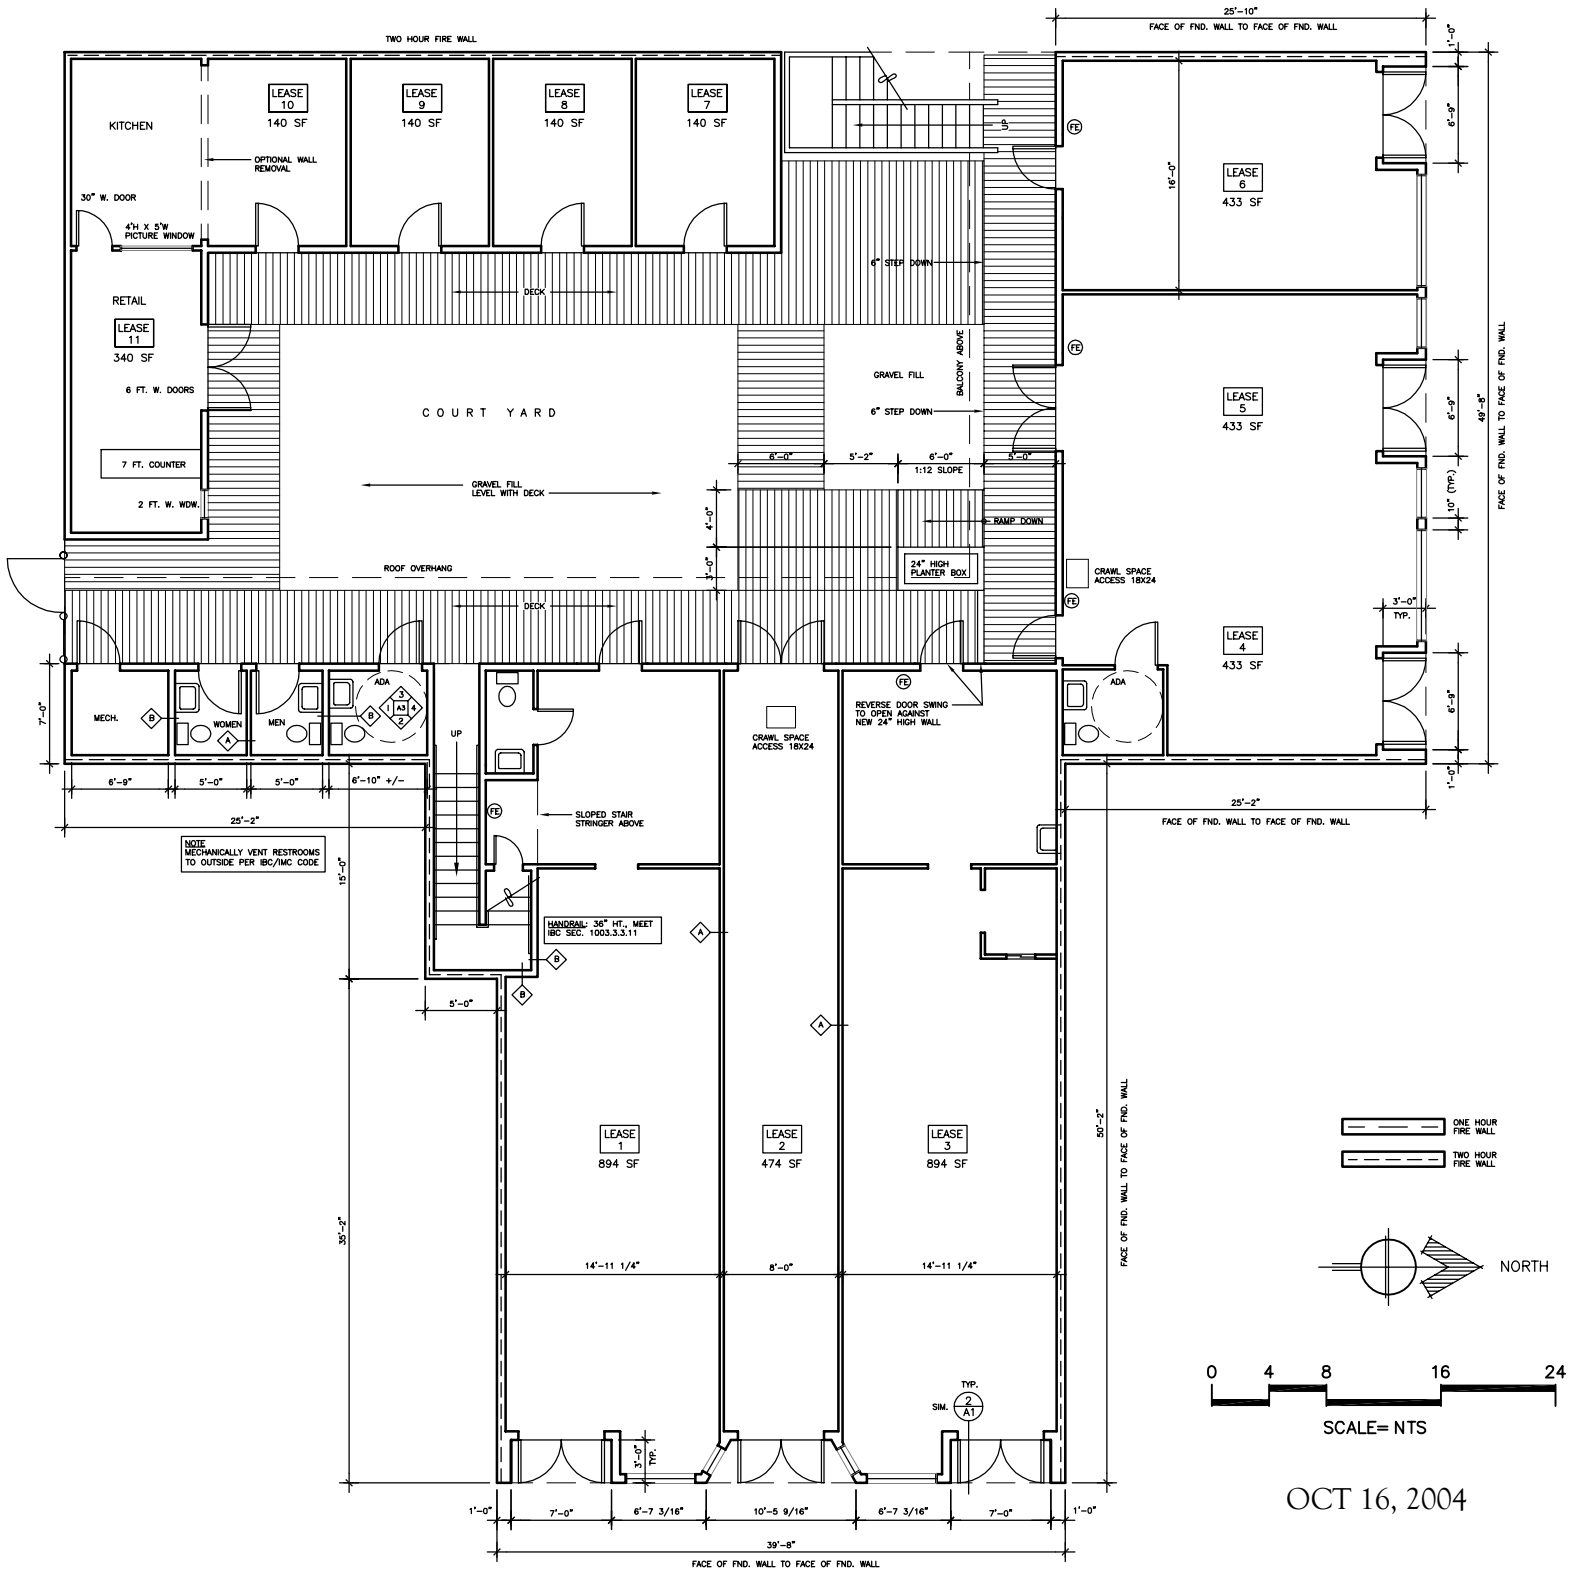 25'-10"
FACE OF FND. WALL TO FACE OF FND. WALL
1'-0"
TWO HOUR FIRE WALL
KITCHEN
LEASE
10
140 SF
LEASE
9
140 SF
LEASE
8
140 SF
LEASE
7
140 SF
UP
FE
6'-9"
OPTIONAL WALL
REMOVAL
16'-0"
LEASE
6
433 SF
30" W. DOOR
4'H X 5'W
PICTURE WINDOW
6" STEP DOWN
DECK
RETAIL
LEASE
11
340 SF
BALCONY ABOVE
FE
GRAVEL FILL
49'-8"
FACE OF FND. WALL TO FACE OF FND. WALL
6 FT. W. DOORS
COURT YARD
6" STEP DOWN
LEASE
5
433 SF
6'-9"
7 FT. COUNTER
6'-0"
5'-2"
6'-0"
5'-0"
1:12 SLOPE
GRAVEL FILL
LEVEL WITH DECK
10" (TYP.)
2 FT. W. WDW.
4'-0"
RAMP DOWN
ROOF OVERHANG
3'-0"
24" HIGH
PLANTER BOX
CRAWL SPACE
ACCESS 18X24
FE
DECK
3'-0"
TYP.
LEASE
4
433 SF
7'-0"
MECH.
B
WOMEN
A
MEN
B
ADA
3
1
A3
4
2
UP
FE
CRAWL SPACE
ACCESS 18X24
REVERSE DOOR SWING
TO OPEN AGAINST
NEW 24" HIGH WALL
ADA
6'-9"
1'-0"
6'-9"
5'-0"
5'-0"
6'-10" +/-
25'-2"
FE
SLOPED STAIR
STRINGER ABOVE
25'-2"
FACE OF FND. WALL TO FACE OF FND. WALL
NOTE
MECHANICALLY VENT RESTROOMS
TO OUTSIDE PER IBC/IMC CODE
15'-0"
HANDRAIL: 36" HT., MEET
IBC SEC. 1003.3.3.11
A
B
B
5'-0"
A
35'-2"
50'-2"
FACE OF FND. WALL TO FACE OF FND. WALL
LEASE
1
894 SF
LEASE
2
474 SF
LEASE
3
894 SF
ONE HOUR
FIRE WALL
TWO HOUR
FIRE WALL
14'-11 1/4"
8'-0"
14'-11 1/4"
NORTH
0
4
8
16
24
SCALE= NTS
TYP.
SIM.
2
A1
3'-0"
TYP.
OCT 16, 2004
1'-0"
7'-0"
6'-7 3/16"
10'-5 9/16"
6'-7 3/16"
7'-0"
1'-0"
39'-8"
FACE OF FND. WALL TO FACE OF FND. WALL